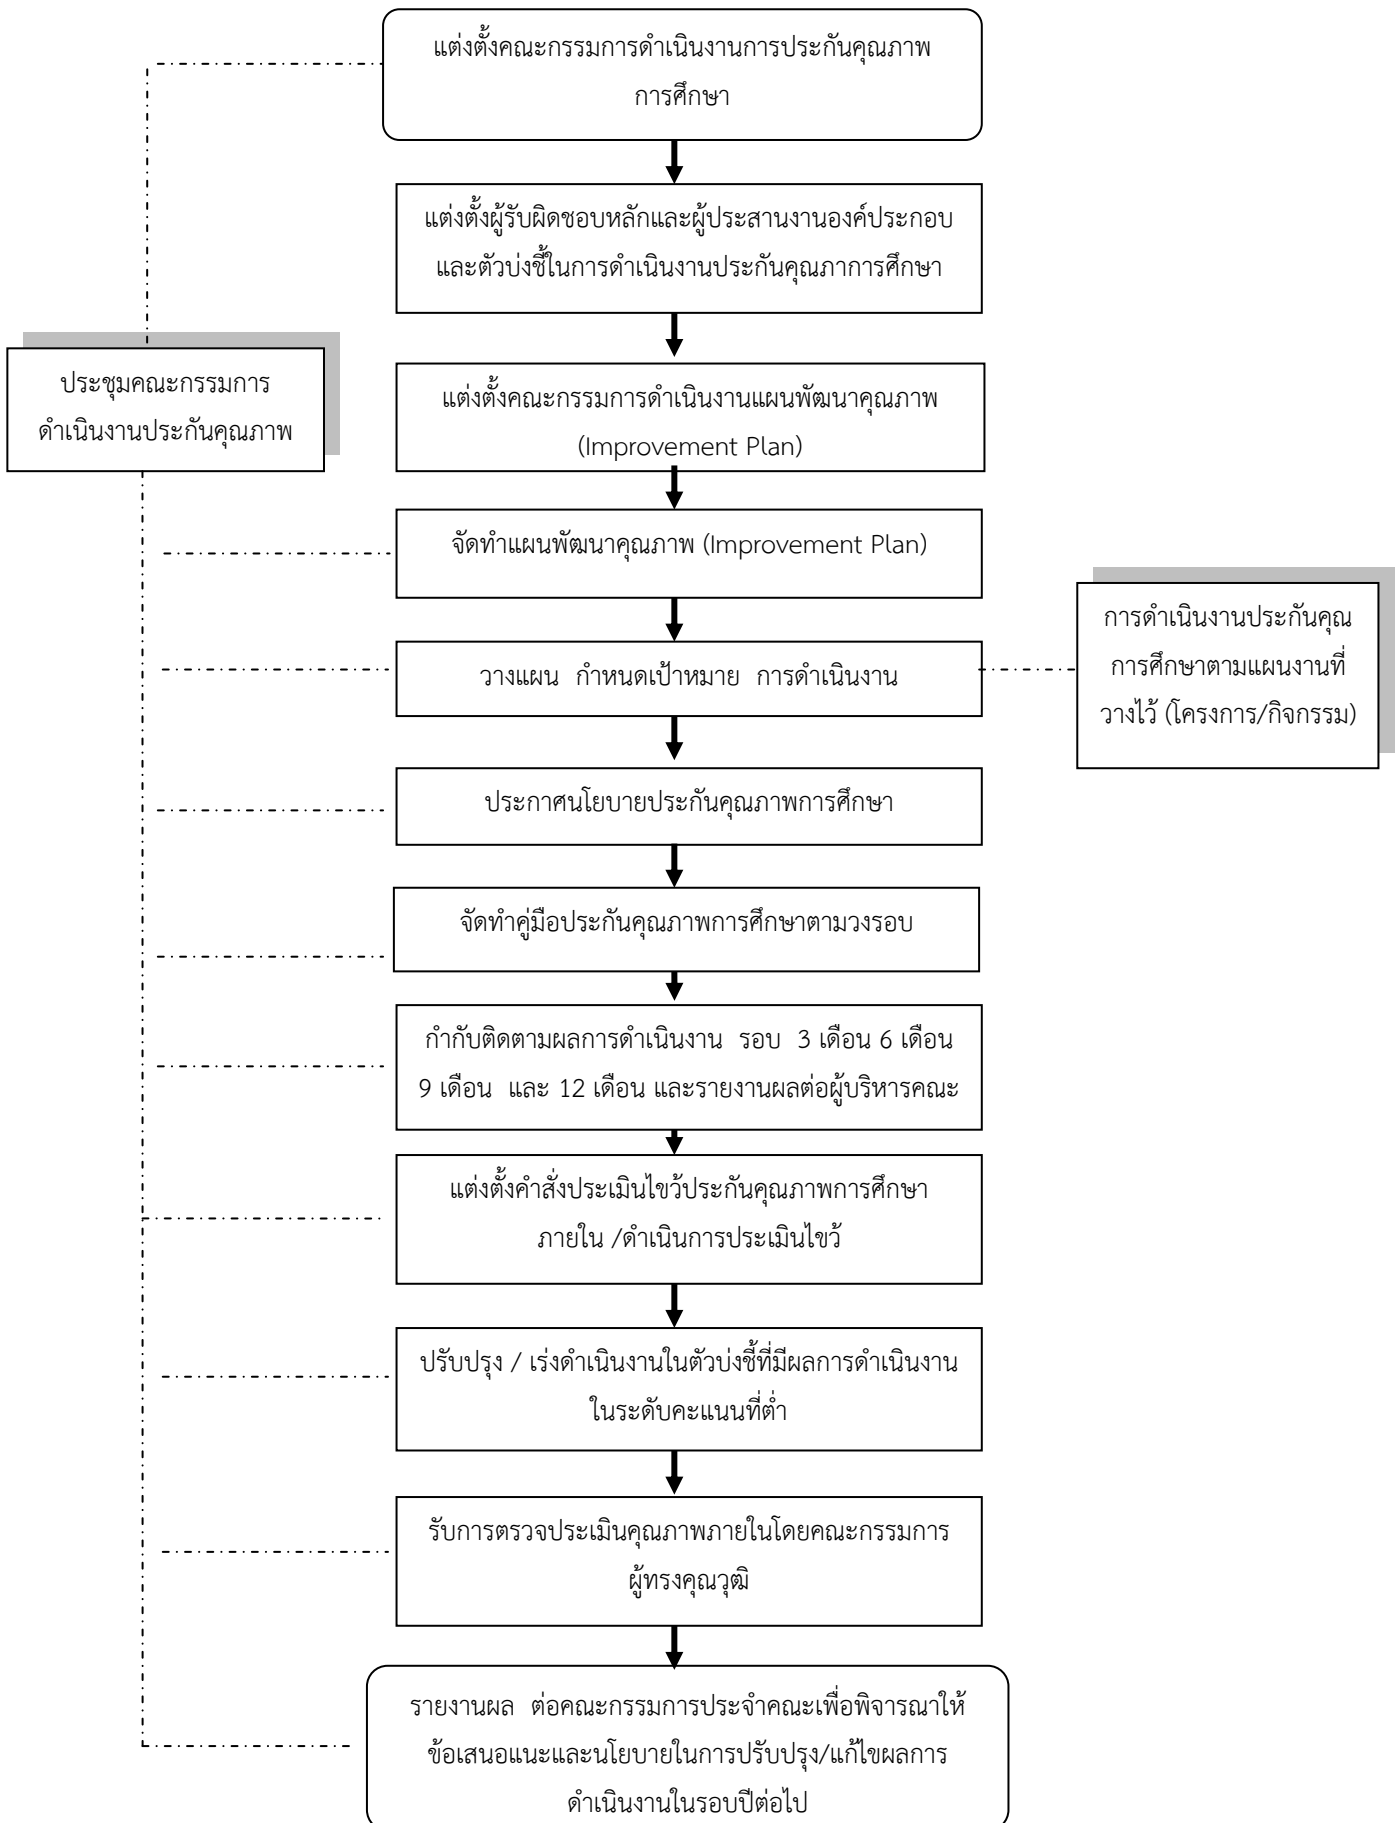 แต่งตั้งคณะกรรมการดำเนินงานการประกันคุณภาพ
การศึกษา
แต่งตั้งผู้รับผิดชอบหลักและผู้ประสานงานองค์ประกอบ
และตัวบ่งชี้ในการดำเนินงานประกันคุณภาการศึกษา
ประชุมคณะกรรมการ
ดำเนินงานประกันคุณภาพ
แต่งตั้งคณะกรรมการดำเนินงานแผนพัฒนาคุณภาพ
(Improvement Plan)
จัดทำแผนพัฒนาคุณภาพ (Improvement Plan)
วางแผน กำหนดเป้าหมาย การดำเนินงาน
การดำเนินงานประกันคุณ
การศึกษาตามแผนงานที่
วางไว้ (โครงการ/กิจกรรม)
ประกาศนโยบายประกันคุณภาพการศึกษา
จัดทำคู่มือประกันคุณภาพการศึกษาตามวงรอบ
กำกับติดตามผลการดำเนินงาน รอบ 3 เดือน 6 เดือน
9 เดือน และ 12 เดือน และรายงานผลต่อผู้บริหารคณะ
แต่งตั้งคำสั่งประเมินไขว้ประกันคุณภาพการศึกษา
ภายใน /ดำเนินการประเมินไขว้
ปรับปรุง / เร่งดำเนินงานในตัวบ่งชี้ที่มีผลการดำเนินงาน
ในระดับคะแนนที่ต่ำ
รับการตรวจประเมินคุณภาพภายในโดยคณะกรรมการ
ผู้ทรงคุณวุฒิ
รายงานผล ต่อคณะกรรมการประจำคณะเพื่อพิจารณาให้
ข้อเสนอแนะและนโยบายในการปรับปรุง/แก้ไขผลการ
ดำเนินงานในรอบปีต่อไป